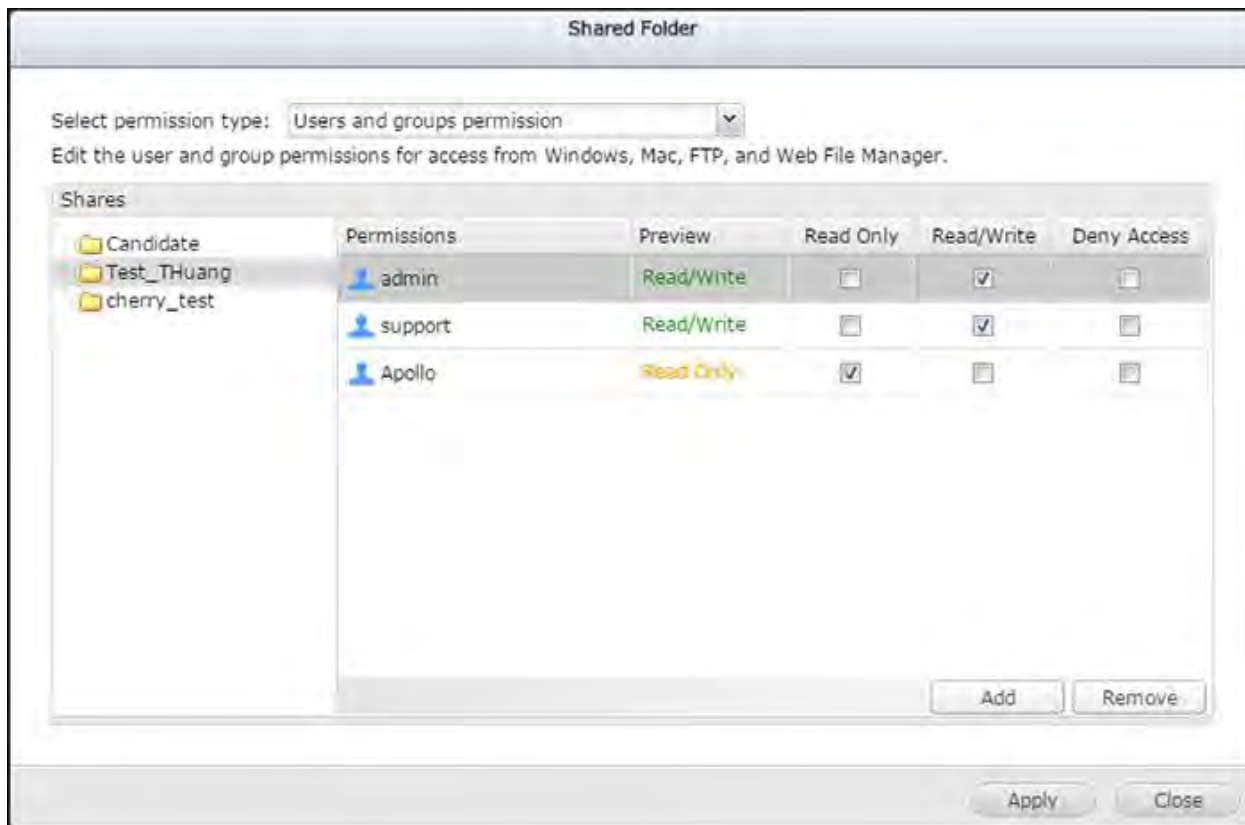 Shared Folder
Select permission type: Users and groups permission
Edit the user and group permissions for access from Windows, Mac, FTP, and Web File Manager.
Shares
Candidate
Test_THuang
cherry_test
Permissions Preview Read Only Read/Write Deny Access
admin Read/Write
support Read/Write
Apollo Read Only
Add Remove
Apply Close